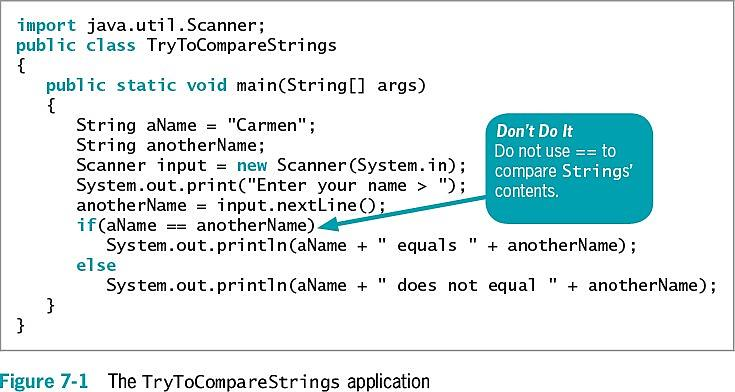 import java.util.Scanner;
public class TryToCompareStrings
{
public static void main(String[] args)
{
String aName = "Carmen";
String anotherName;
Scanner input = new Scanner(System.in);
System.out.print("Enter your name > ");
anotherName = input.nextLine();
if(aName == anotherName)
System.out.println(aName + " equals " + anotherName);
else
System.out.println(aName + " does not equal " + anotherName);
}
}
Don't Do It
Do not use == to
compare Strings'
contents.
Figure 7-1 The TryToCompareStrings application